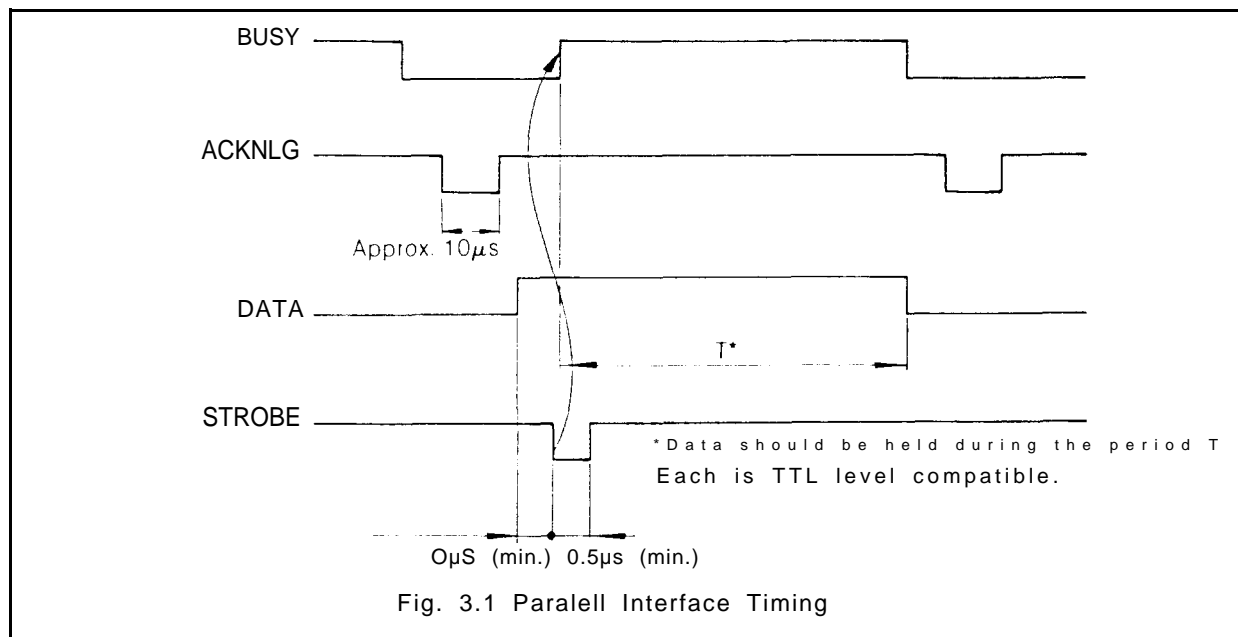 BUSY
ACKNLG
Approx. 10µs
DATA
T*
STROBE
*Data should be held during the period T
Each is TTL level compatible.
OµS (min.) 0.5µs (min.)
Fig. 3.1 Paralell Interface Timing